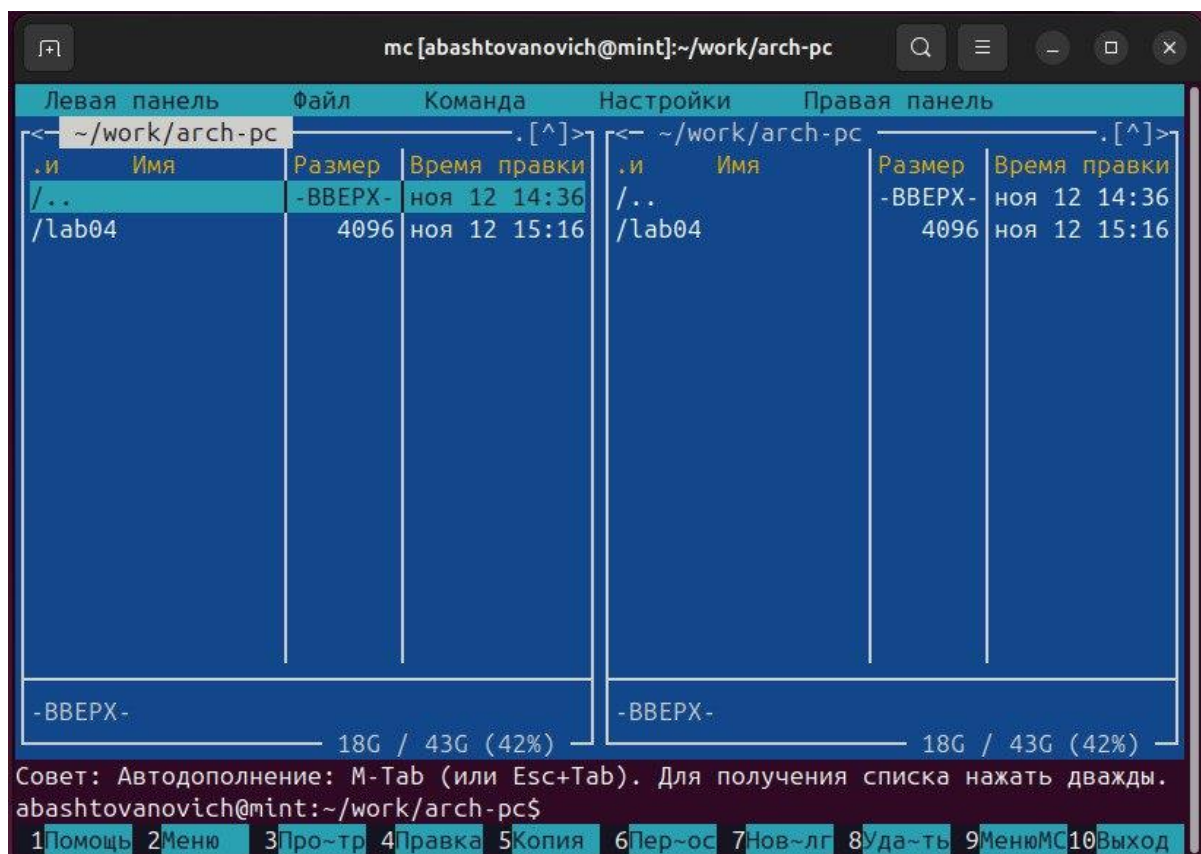 mc [abashtovanovich@mint]:~/work/arch-pc
Левая панель Файл Команда Настройки Правая панель
<- ~/work/arch-pc .[^]> <- ~/work/arch-pc .[^]>
.и Имя Размер Время правки .и Имя Размер Время правки
/.. -ВВЕРХ- ноя 12 14:36 /.. -ВВЕРХ- ноя 12 14:36
/lab04 4096 ноя 12 15:16 /lab04 4096 ноя 12 15:16
-ВВЕРХ- -ВВЕРХ-
18G / 43G (42%) 18G / 43G (42%)
Совет: Автодополнение: M-Tab (или Esc+Tab). Для получения списка нажать дважды.
abashtovanovich@mint:~/work/arch-pc$
1Помощь 2Меню 3Про~тр 4Правка 5Копия 6Пер~ос 7Нов~лг 8Уда~ть 9МенюМС 10Выход